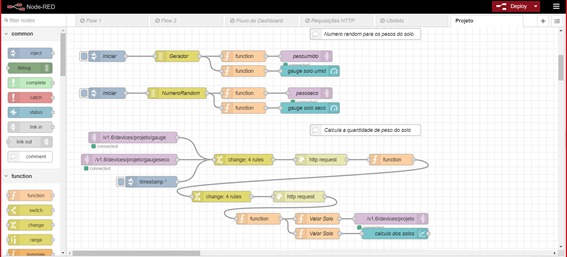 Node-RED
Deploy
filter nodes
Flow 1
Flow 2
Fluxo do Dashboard
Requisições HTTP
Ubidots
Projeto
common
inject
debug
complete
catch
status
link in
link out
comment
function
function
switch
change
range
template
Numero random para os pesos do solo
Iniciar
Gerador
function
pesoumido
connected
function
gauge solo umid
Iniciar
NumeroRandom
function
pesoseco
connected
function
gauge solo seco
Calcula a quantidade de peso do solo
/v1.6/devices/projeto/gauge
connected
/v1.6/devices/projeto/gaugeseco
connected
timestamp
change: 4 rules
http request
function
change: 4 rules
http request
function
Valor Solo
/v1.6/devices/projeto
connected
Valor Solo
calculo dos solos